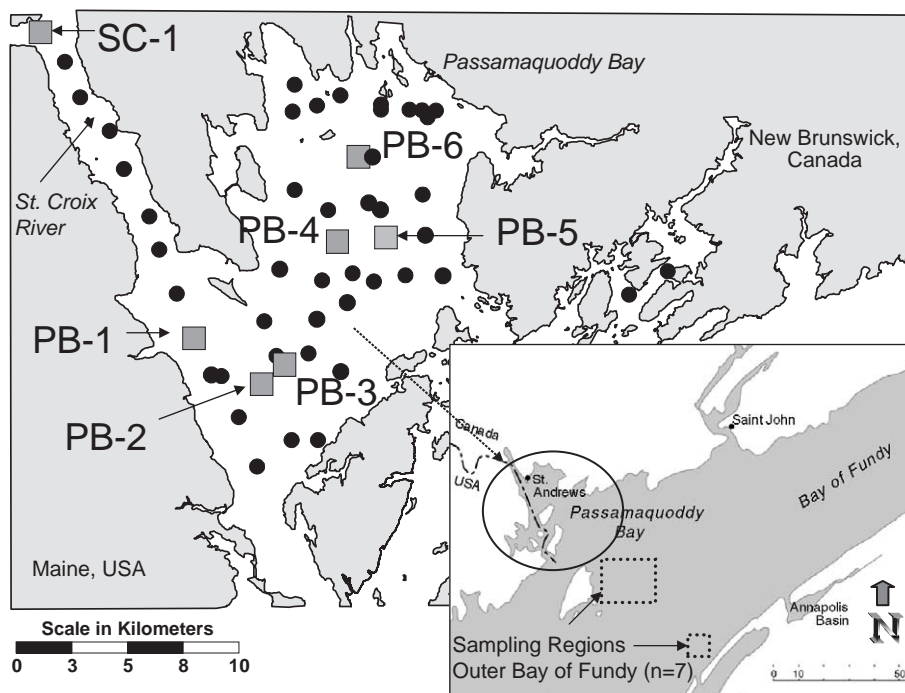 SC-1
Passamaquoddy Bay
PB-6
New Brunswick,
Canada
St. Croix
River
PB-4
PB-5
PB-1
PB-3
PB-2
Maine, USA
Scale in Kilometers
0 3 5 8 10
Canada
USA
St.
Andrews
Passamaquoddy
Bay
Saint John
Bay of Fundy
Annapolis
Basin
N
Sampling Regions
Outer Bay of Fundy (n=7)
0 50